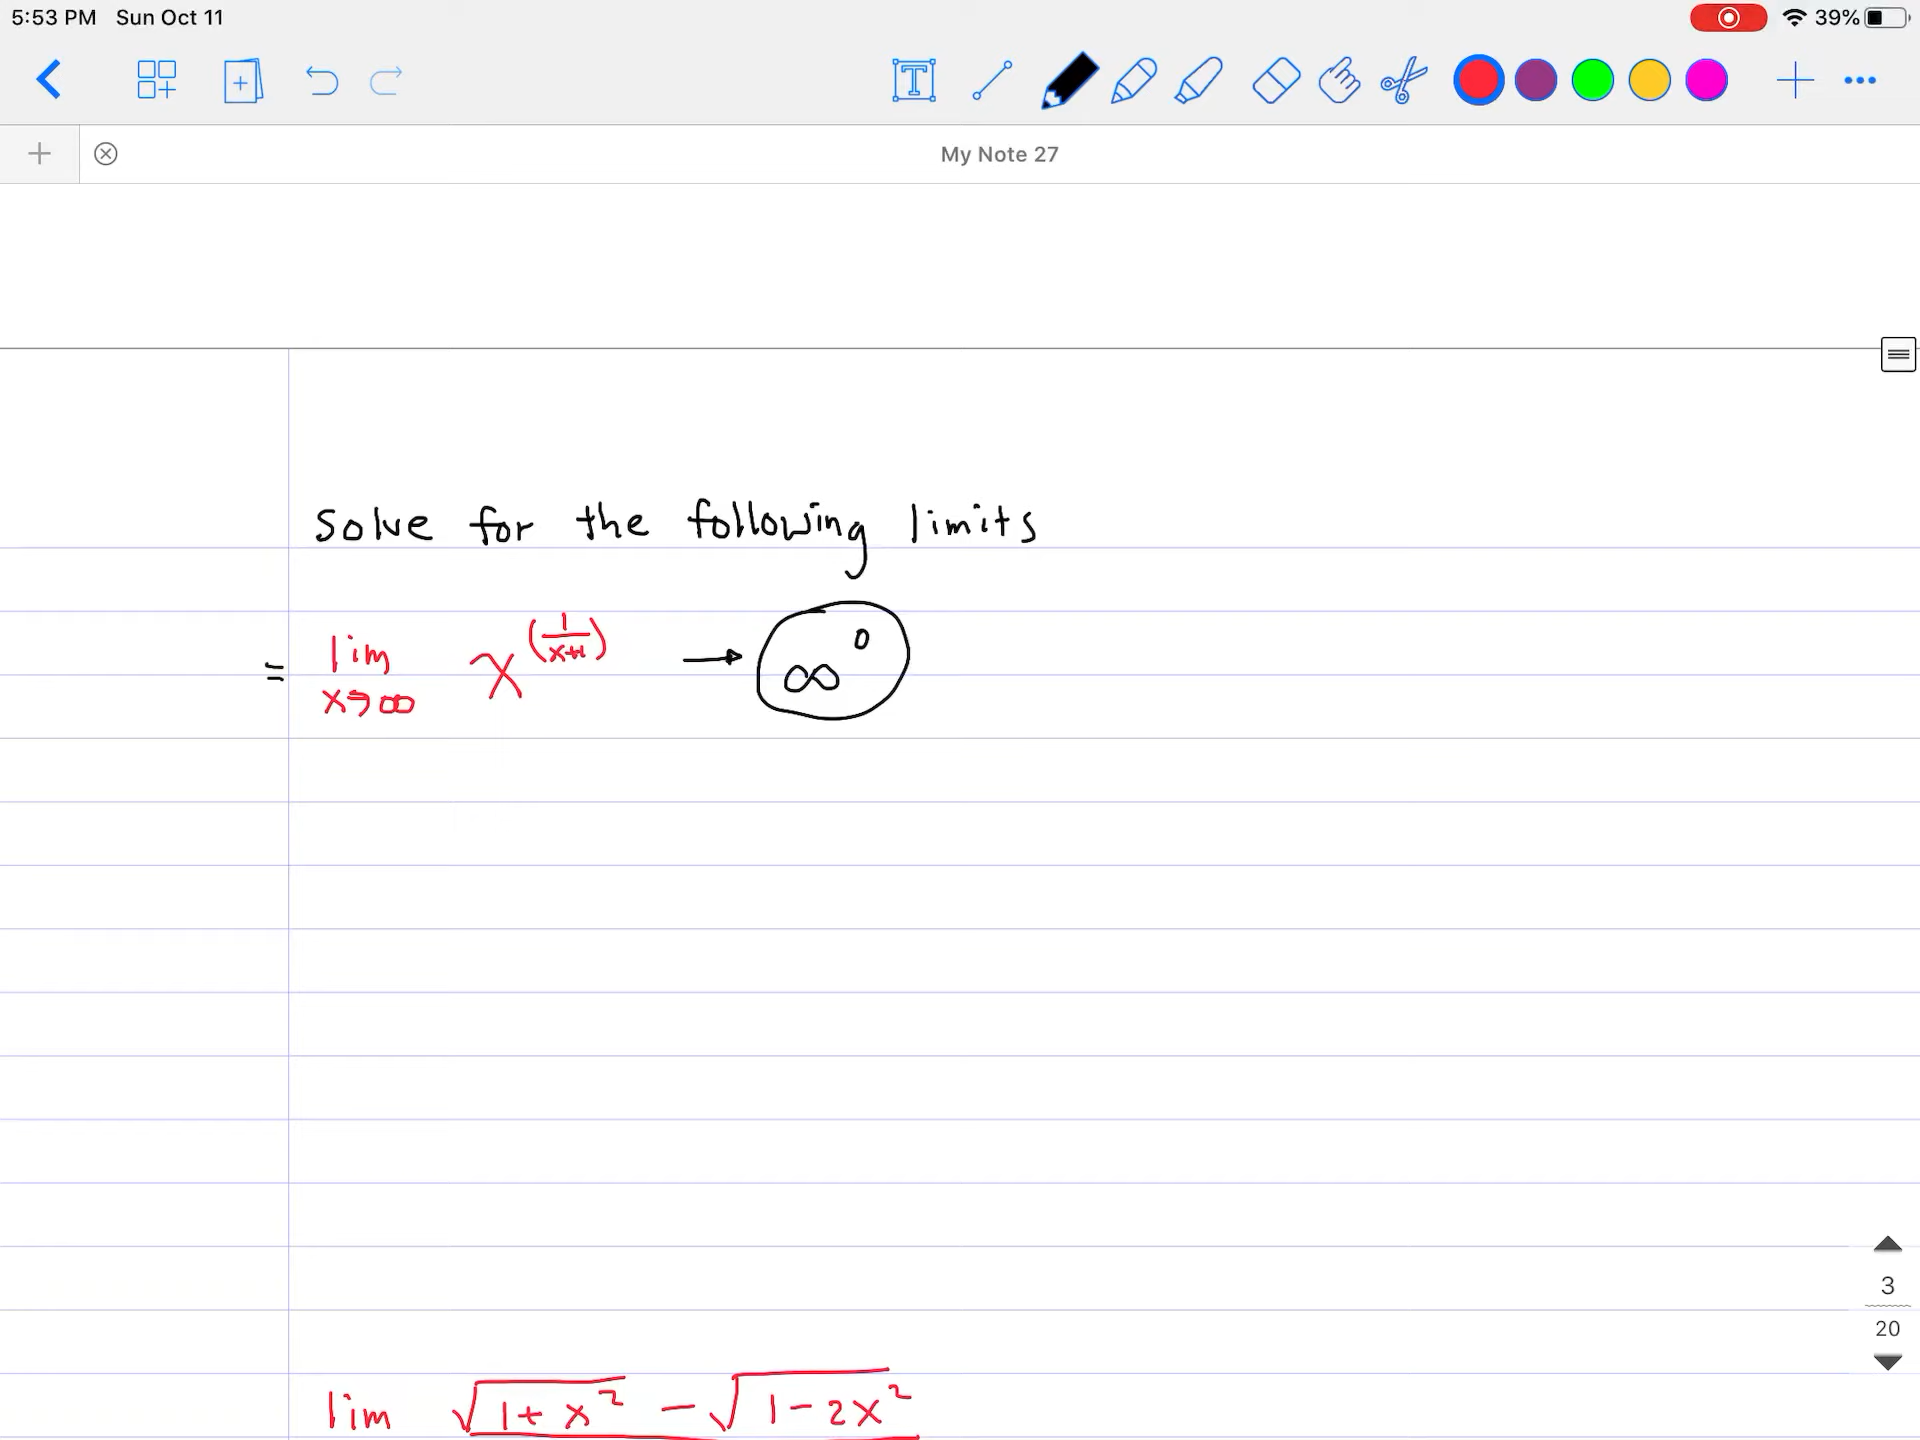 5:53 PM Sun Oct 11 39%
T
My Note 27
Solve for the following limits
= lim x→∞ x^(1/(x+1)) → ∞^0
3
20
lim √(1+x²) - √(1-2x²)